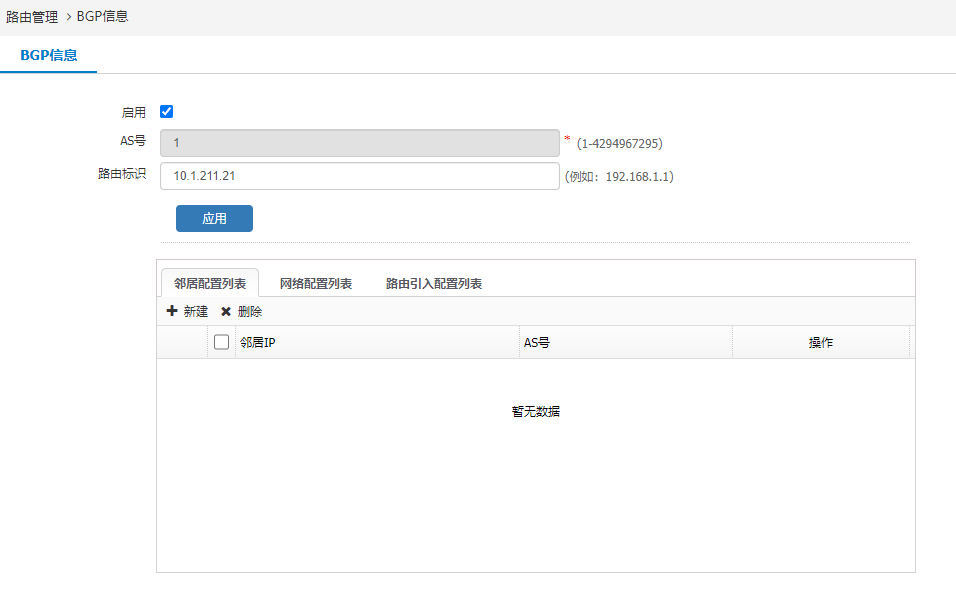 路由管理 > BGP信息
BGP信息
启用
AS号 1 * (1-4294967295)
路由标识 10.1.211.21 (例如：192.168.1.1)
应用
邻居配置列表 网络配置列表 路由引入配置列表
新建 删除
邻居IP AS号 操作
暂无数据